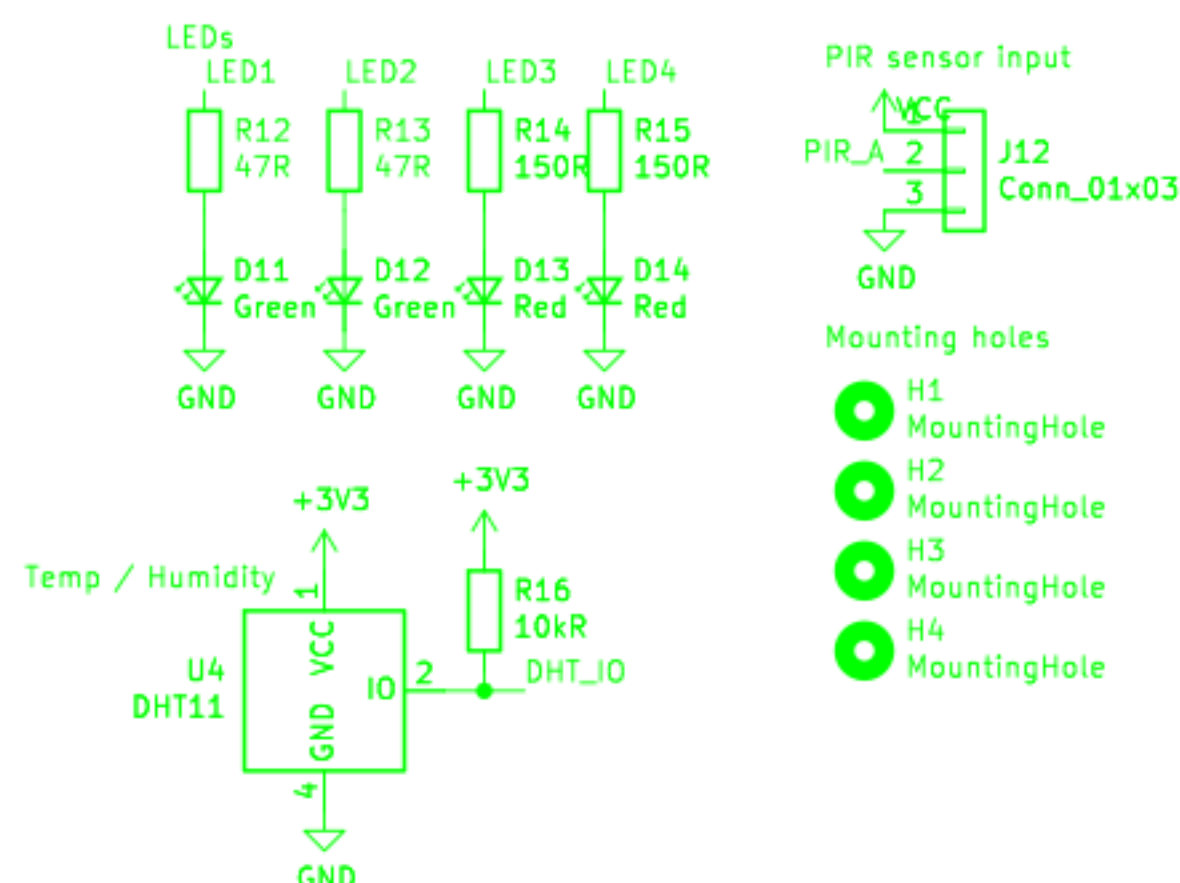 LEDs
LED1 LED2 LED3 LED4
R12 R13 R14 R15
47R 47R 150R 150R
D11 D12 D13 D14
Green Green Red Red
GND GND GND GND
PIR sensor input
VCC
1
PIR_A 2
3
J12
Conn_01x03
GND
Mounting holes
H1
MountingHole
H2
MountingHole
H3
MountingHole
H4
MountingHole
+3V3
+3V3
Temp / Humidity
1
VCC
R16
10kR
U4
DHT11
IO
2
DHT_IO
GND
4
GND